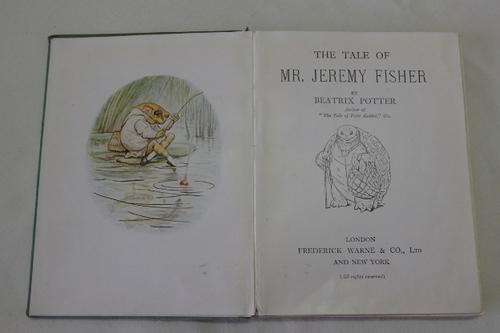 THE TALE OF
MR. JEREMY FISHER
BY
BEATRIX POTTER
Author of
"The Tale of Peter Rabbit," &c.
LONDON
FREDERICK WARNE & CO., LTD
AND NEW YORK
[All rights reserved]